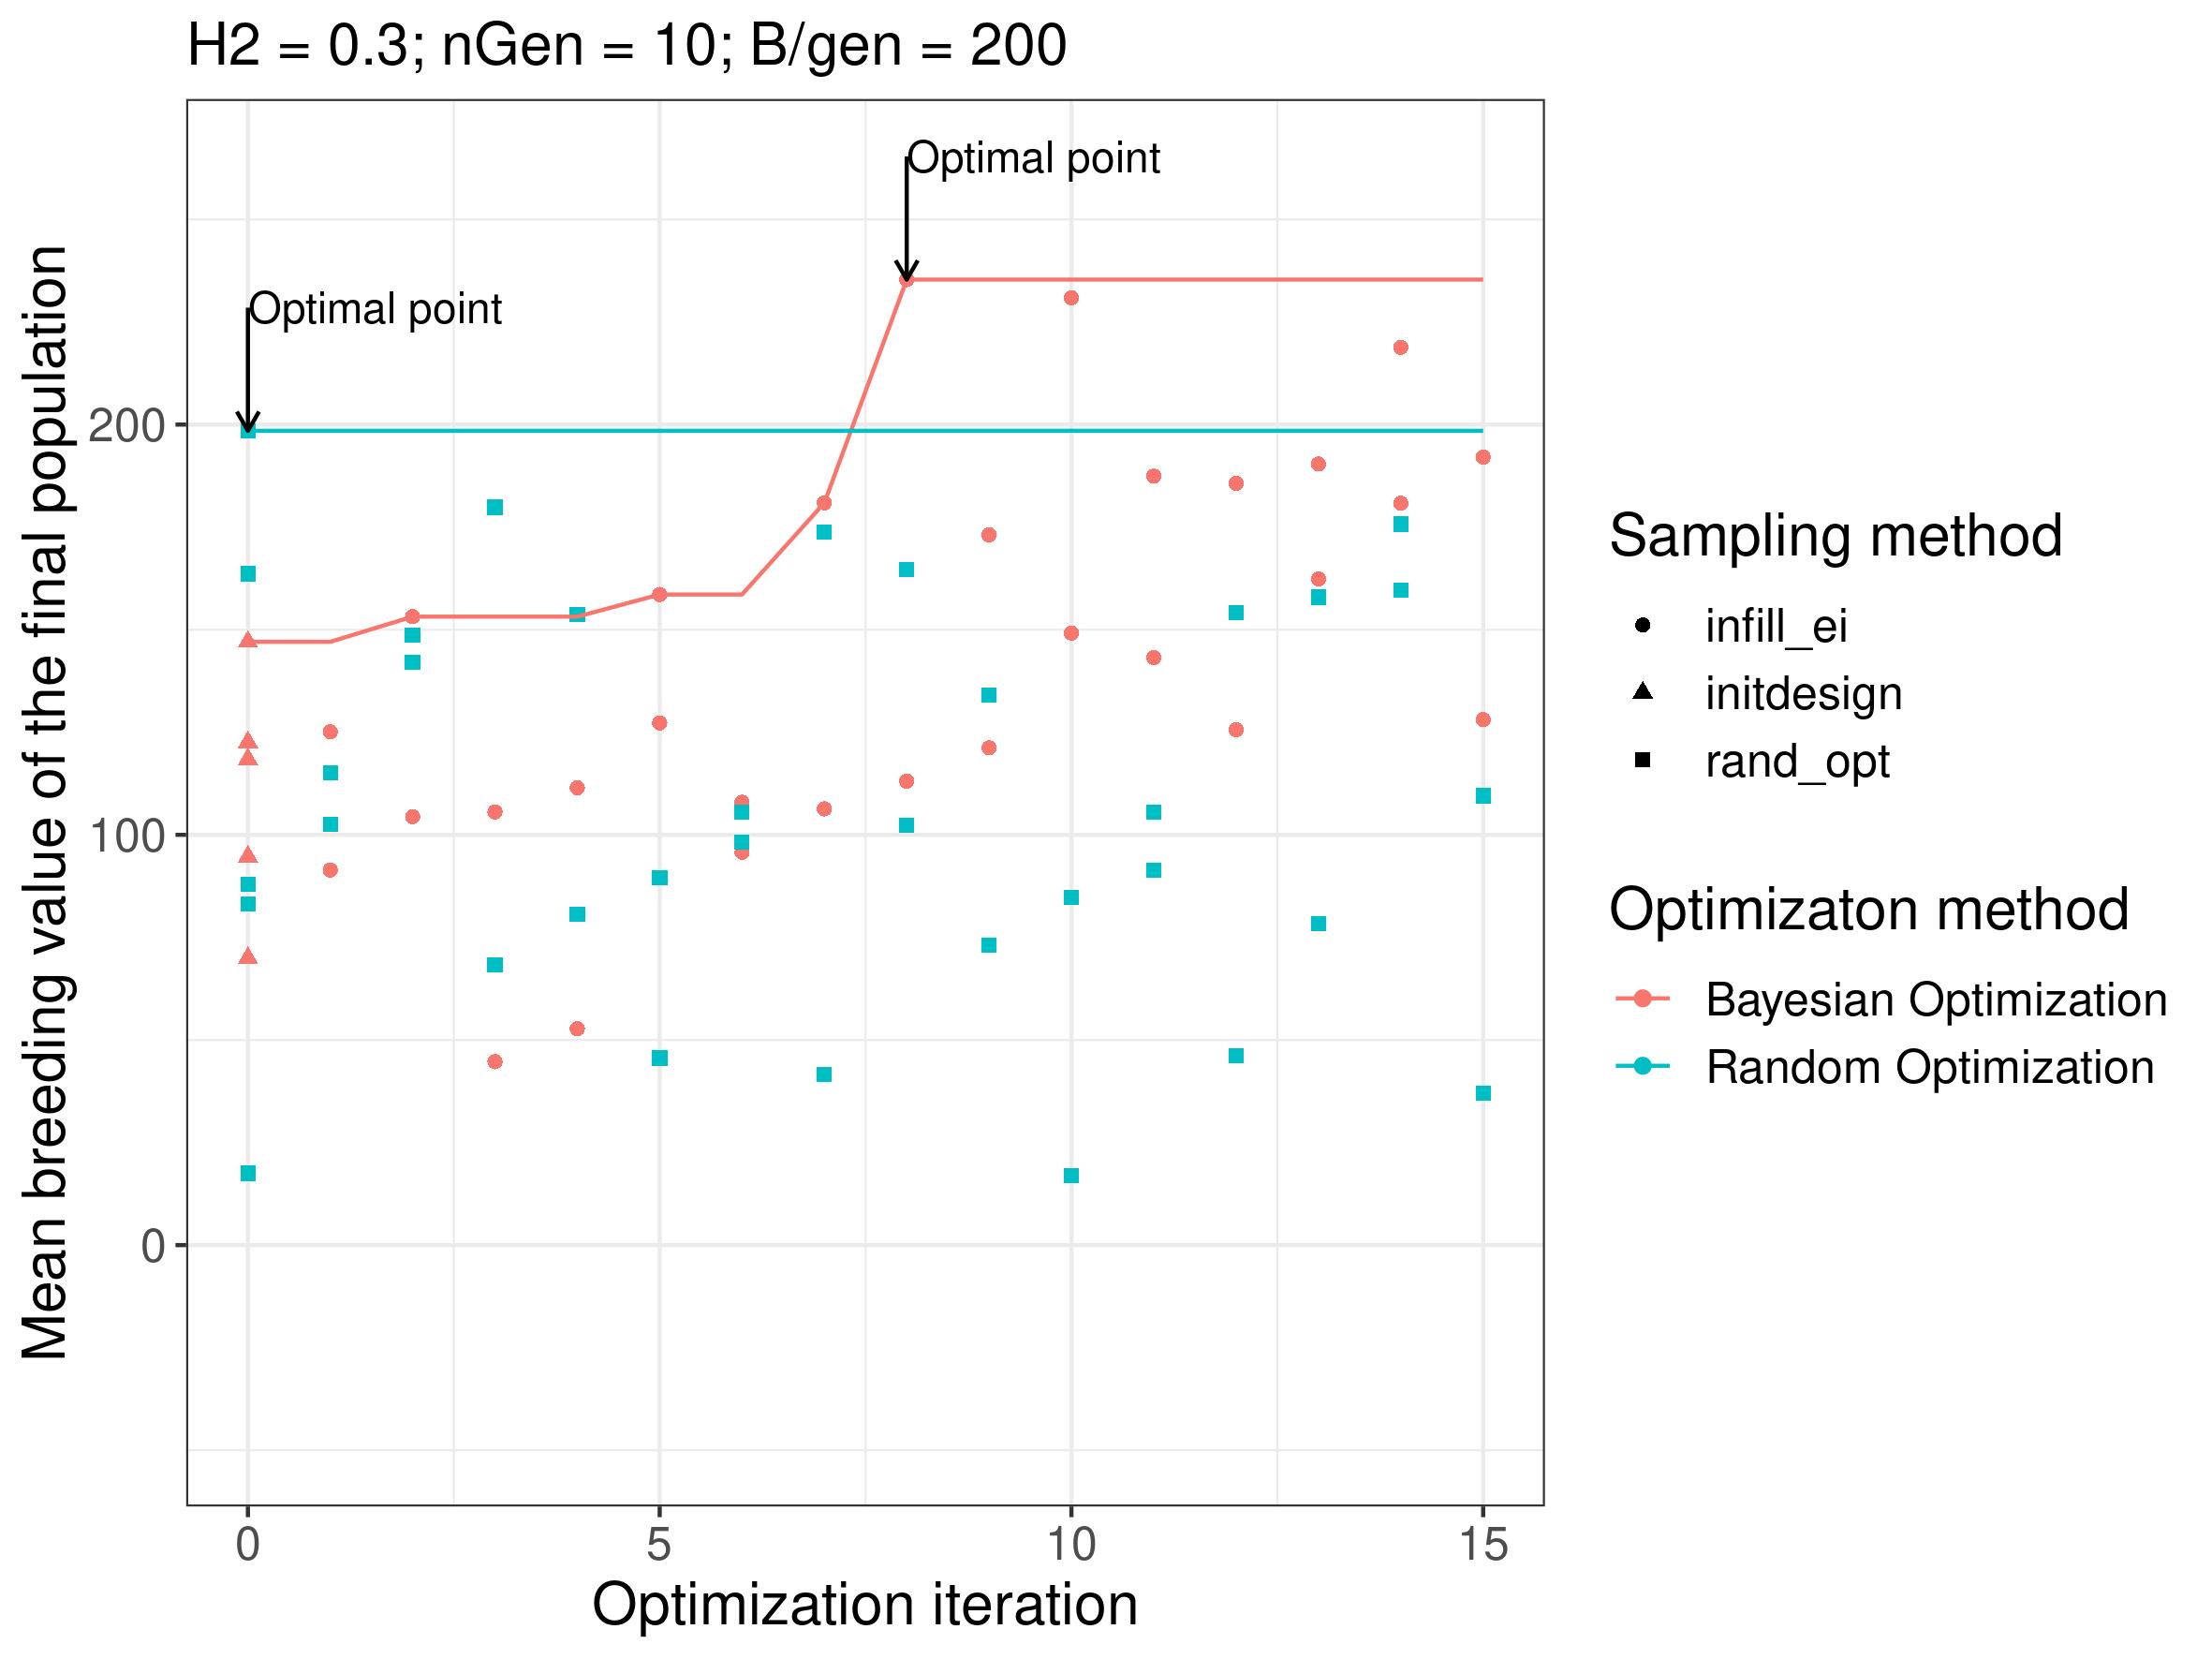 H2 = 0.3; nGen = 10; B/gen = 200
Optimal point
Optimal point
Mean breeding value of the final population
200
100
0
0
5
10
15
Optimization iteration
Sampling method
infill_ei
initdesign
rand_opt
Optimizaton method
Bayesian Optimization
Random Optimization